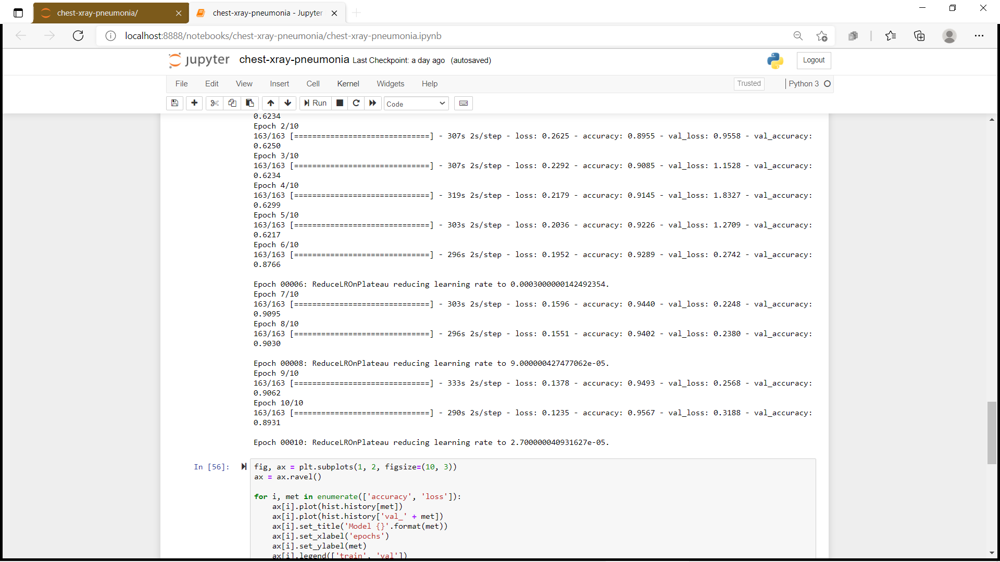 chest-xray-pneumonia/
chest-xray-pneumonia - Jupyter
localhost:8888/notebooks/chest-xray-pneumonia/chest-xray-pneumonia.ipynb
jupyter chest-xray-pneumonia Last Checkpoint: a day ago (autosaved)
Logout
File Edit View Insert Cell Kernel Widgets Help
Trusted
Python 3
Run
Code
0.6234
Epoch 2/10
163/163 [==============================] - 307s 2s/step - loss: 0.2625 - accuracy: 0.8955 - val_loss: 0.9558 - val_accuracy:
0.6250
Epoch 3/10
163/163 [==============================] - 307s 2s/step - loss: 0.2292 - accuracy: 0.9085 - val_loss: 1.1528 - val_accuracy:
0.6234
Epoch 4/10
163/163 [==============================] - 319s 2s/step - loss: 0.2179 - accuracy: 0.9145 - val_loss: 1.8327 - val_accuracy:
0.6299
Epoch 5/10
163/163 [==============================] - 303s 2s/step - loss: 0.2036 - accuracy: 0.9226 - val_loss: 1.2709 - val_accuracy:
0.6217
Epoch 6/10
163/163 [==============================] - 296s 2s/step - loss: 0.1952 - accuracy: 0.9289 - val_loss: 0.2742 - val_accuracy:
0.8766
Epoch 00006: ReduceLROnPlateau reducing learning rate to 0.0003000000142492354.
Epoch 7/10
163/163 [==============================] - 303s 2s/step - loss: 0.1596 - accuracy: 0.9440 - val_loss: 0.2248 - val_accuracy:
0.9095
Epoch 8/10
163/163 [==============================] - 296s 2s/step - loss: 0.1551 - accuracy: 0.9402 - val_loss: 0.2380 - val_accuracy:
0.9030
Epoch 00008: ReduceLROnPlateau reducing learning rate to 9.000000427477062e-05.
Epoch 9/10
163/163 [==============================] - 333s 2s/step - loss: 0.1378 - accuracy: 0.9493 - val_loss: 0.2568 - val_accuracy:
0.9062
Epoch 10/10
163/163 [==============================] - 290s 2s/step - loss: 0.1235 - accuracy: 0.9567 - val_loss: 0.3188 - val_accuracy:
0.8931
Epoch 00010: ReduceLROnPlateau reducing learning rate to 2.700000040931627e-05.
In [56]:
fig, ax = plt.subplots(1, 2, figsize=(10, 3))
ax = ax.ravel()
for i, met in enumerate(['accuracy', 'loss']):
    ax[i].plot(hist.history[met])
    ax[i].plot(hist.history['val_' + met])
    ax[i].set_title('Model {}'.format(met))
    ax[i].set_xlabel('epochs')
    ax[i].set_ylabel(met)
    ax[i].legend(['train', 'val'])